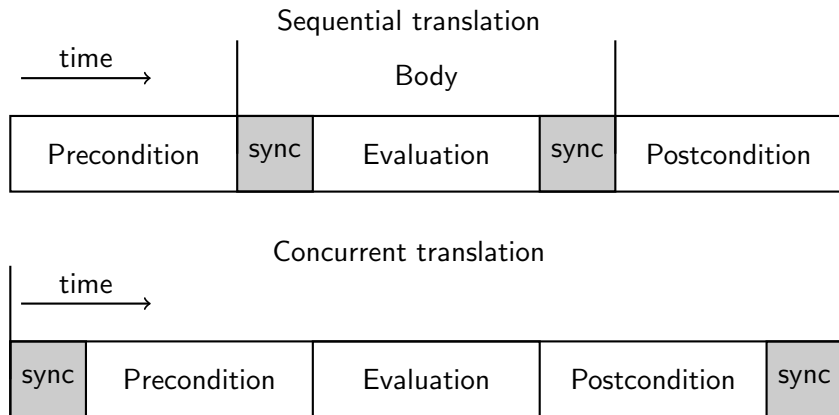 Sequential translation
time
Body
Precondition sync Evaluation sync Postcondition
Concurrent translation
time
sync Precondition Evaluation Postcondition sync